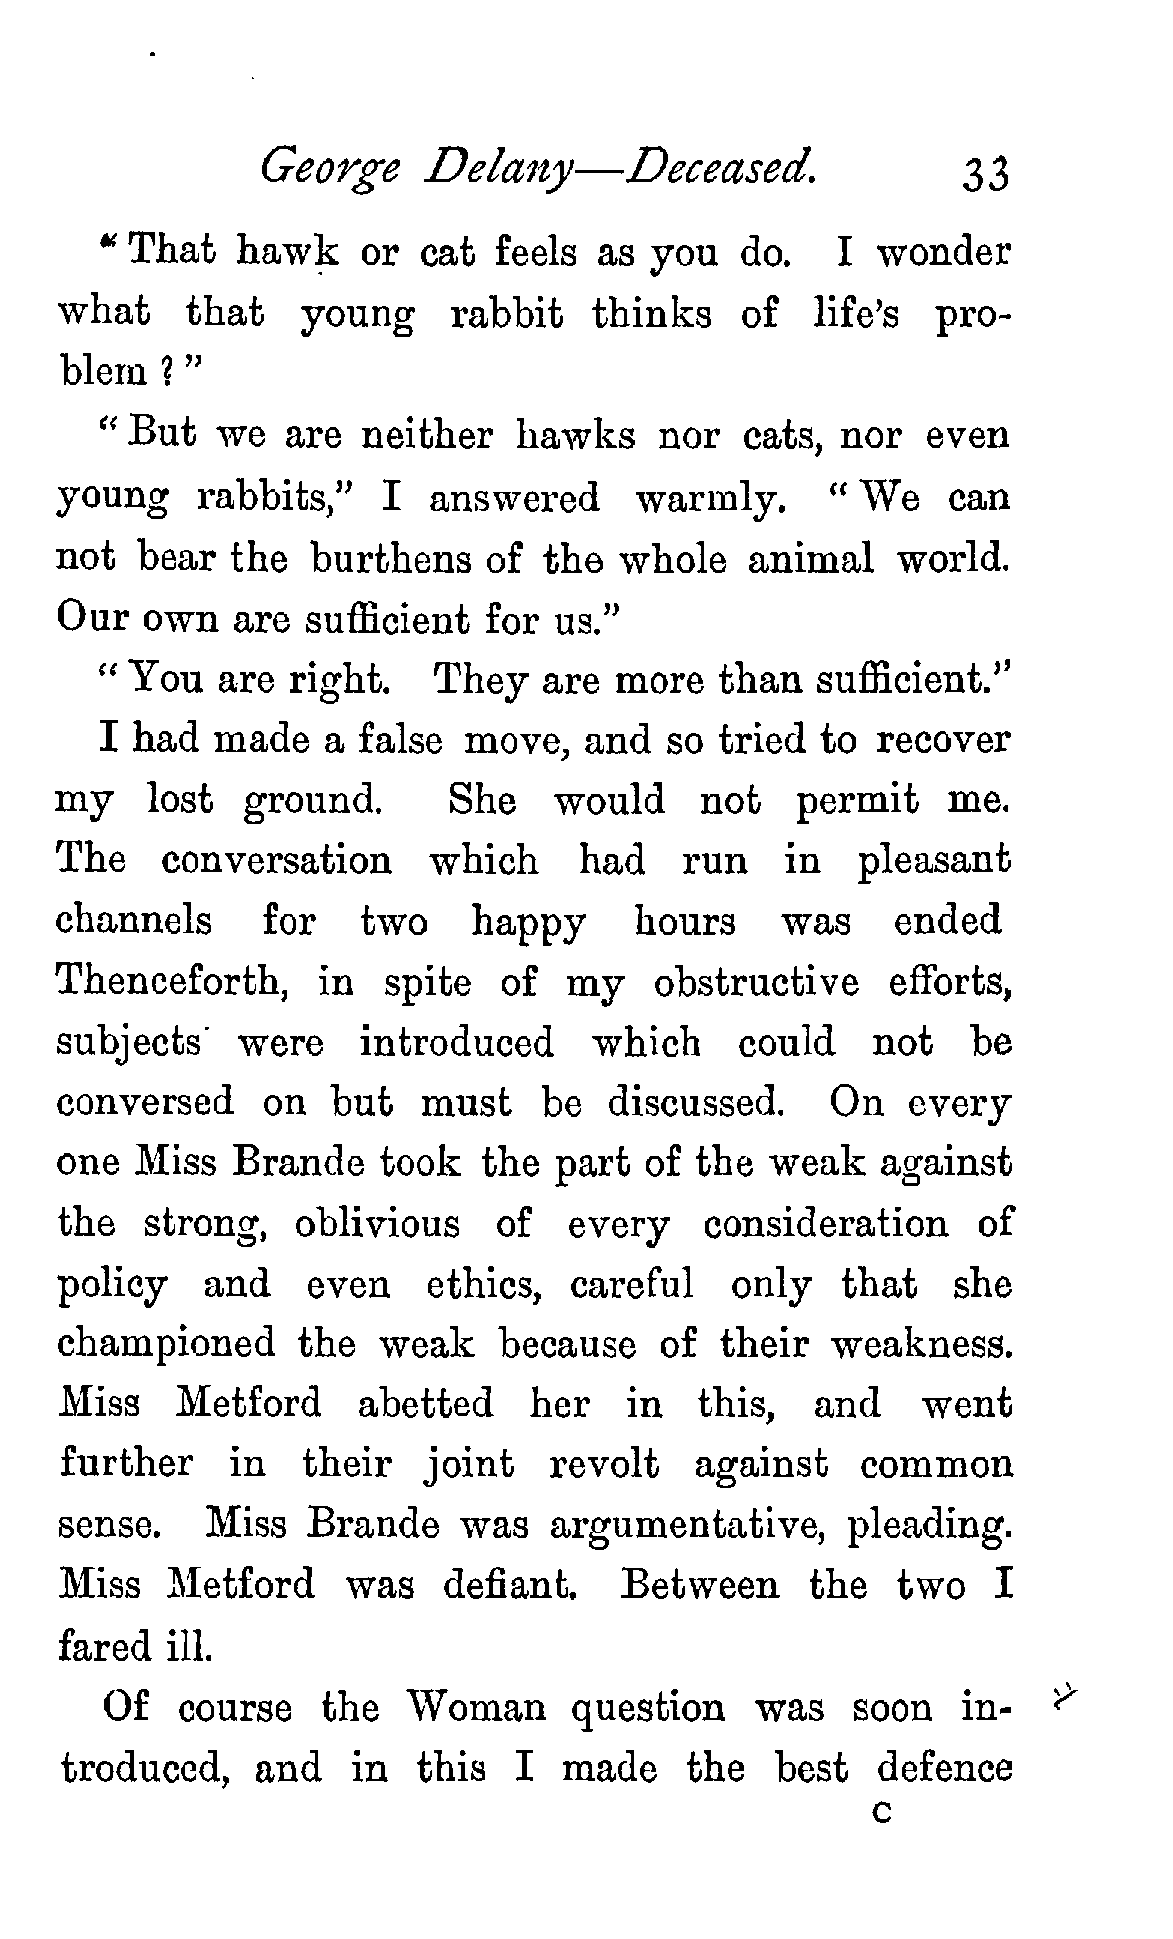 George Delany—Deceased. 33
“That hawk or cat feels as you do. I wonder
what that young rabbit thinks of life's pro-
blem ?”
“But we are neither hawks nor cats, nor even
young rabbits,” I answered warmly. “We can
not bear the burthens of the whole animal world.
Our own are sufficient for us.”
“You are right. They are more than sufficient.”
I had made a false move, and so tried to recover
my lost ground. She would not permit me.
The conversation which had run in pleasant
channels for two happy hours was ended
Thenceforth, in spite of my obstructive efforts,
subjects were introduced which could not be
conversed on but must be discussed. On every
one Miss Brande took the part of the weak against
the strong, oblivious of every consideration of
policy and even ethics, careful only that she
championed the weak because of their weakness.
Miss Metford abetted her in this, and went
further in their joint revolt against common
sense. Miss Brande was argumentative, pleading.
Miss Metford was defiant. Between the two I
fared ill.
Of course the Woman question was soon in-
troduced, and in this I made the best defence
C